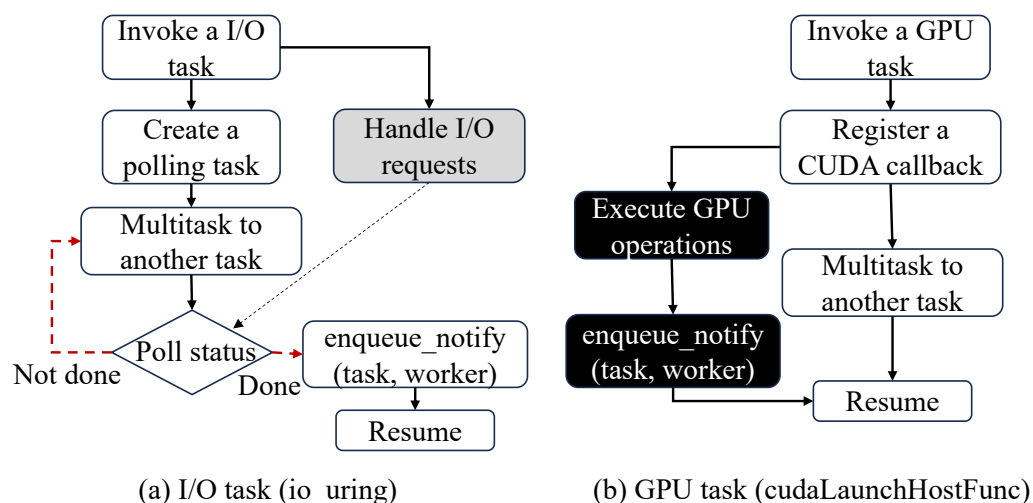 Invoke a I/O
task
Create a
polling task
Handle I/O
requests
Multitask to
another task
Poll status
Not done
Done
enqueue_notify
(task, worker)
Resume
(a) I/O task (io_uring)
Invoke a GPU
task
Register a
CUDA callback
Execute GPU
operations
Multitask to
another task
enqueue_notify
(task, worker)
Resume
(b) GPU task (cudaLaunchHostFunc)